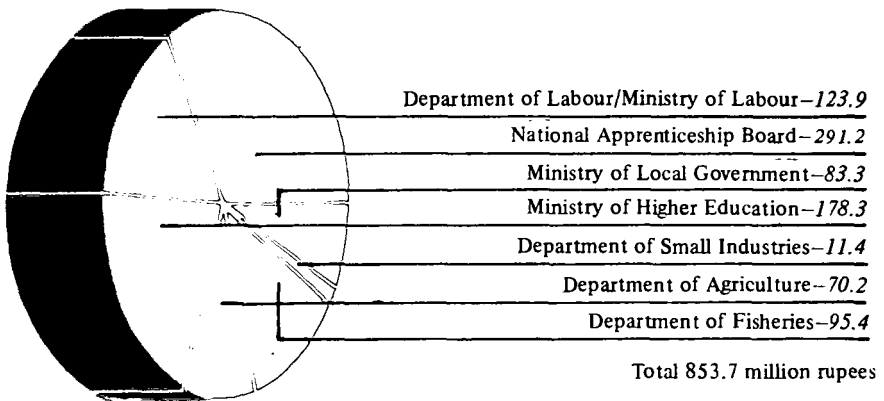 Department of Labour/Ministry of Labour–123.9
National Apprenticeship Board–291.2
Ministry of Local Government–83.3
Ministry of Higher Education–178.3
Department of Small Industries–11.4
Department of Agriculture–70.2
Department of Fisheries–95.4
Total 853.7 million rupees